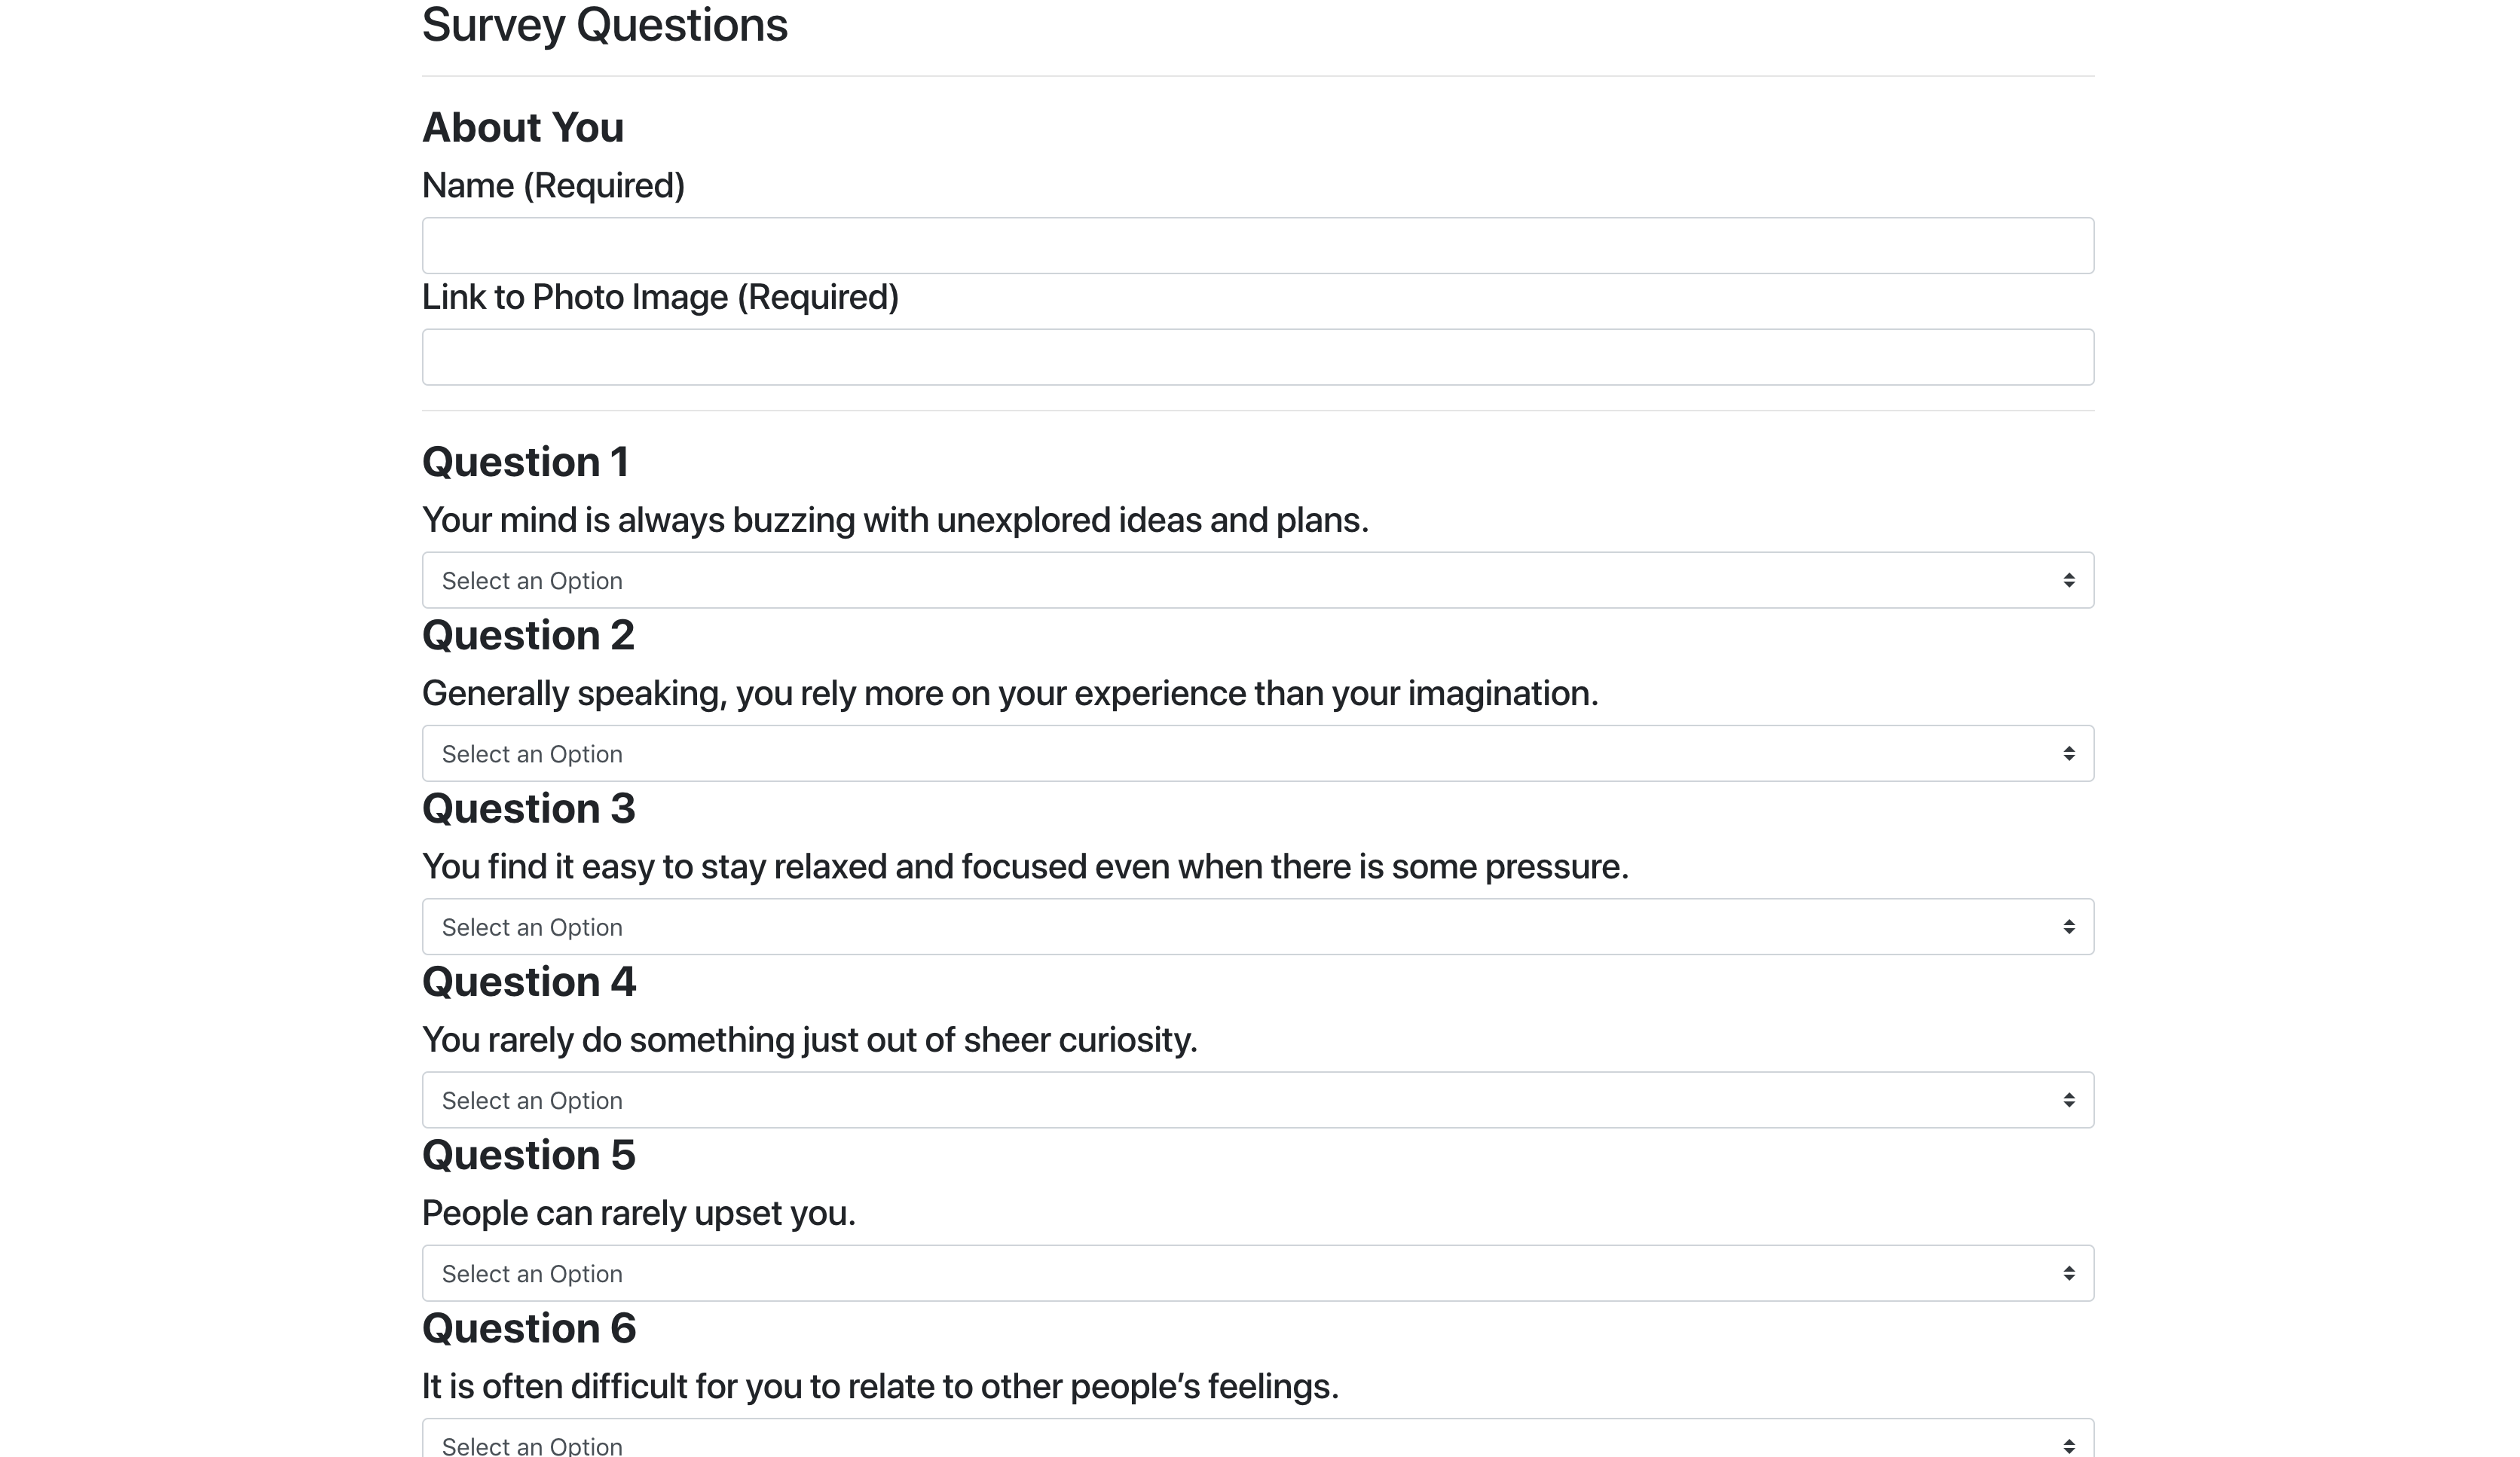 Survey Questions
About You
Name (Required)
Link to Photo Image (Required)
Question 1
Your mind is always buzzing with unexplored ideas and plans.
Select an Option
Question 2
Generally speaking, you rely more on your experience than your imagination.
Select an Option
Question 3
You find it easy to stay relaxed and focused even when there is some pressure.
Select an Option
Question 4
You rarely do something just out of sheer curiosity.
Select an Option
Question 5
People can rarely upset you.
Select an Option
Question 6
It is often difficult for you to relate to other people’s feelings.
Select an Option